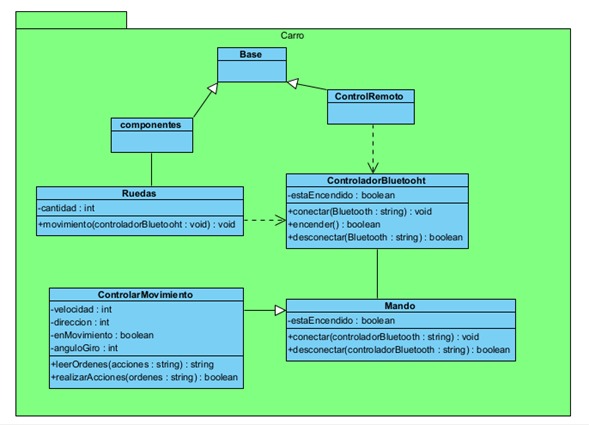 Carro
Base
ControlRemoto
componentes
ControladorBluetooht
-estaEncendido : boolean
+conectar(Bluetooth : string) : void
+encender() : boolean
+desconectar(Bluetooth : string) : boolean
Ruedas
-cantidad : int
+movimiento(controladorBluetooht : void) : void
ControlarMovimiento
-velocidad : int
-direccion : int
-enMovimiento : boolean
-anguloGiro : int
+leerOrdenes(acciones : string) : string
+realizarAcciones(ordenes : string) : boolean
Mando
-estaEncendido : boolean
+conectar(controladorBluetooth : string) : void
+desconectar(controladorBluetooth : string) : boolean